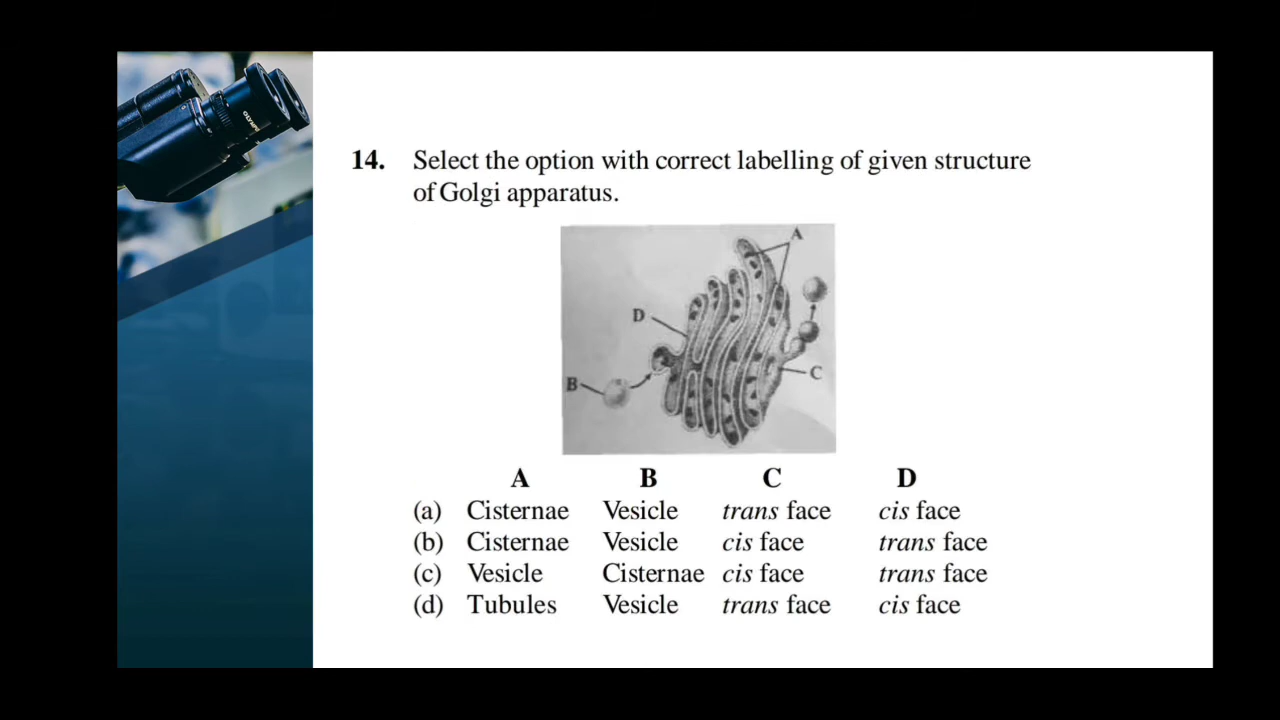 OLYMPUS
14. Select the option with correct labelling of given structure
of Golgi apparatus.
A
D
B
C
A B C D
(a) Cisternae Vesicle trans face cis face
(b) Cisternae Vesicle cis face trans face
(c) Vesicle Cisternae cis face trans face
(d) Tubules Vesicle trans face cis face